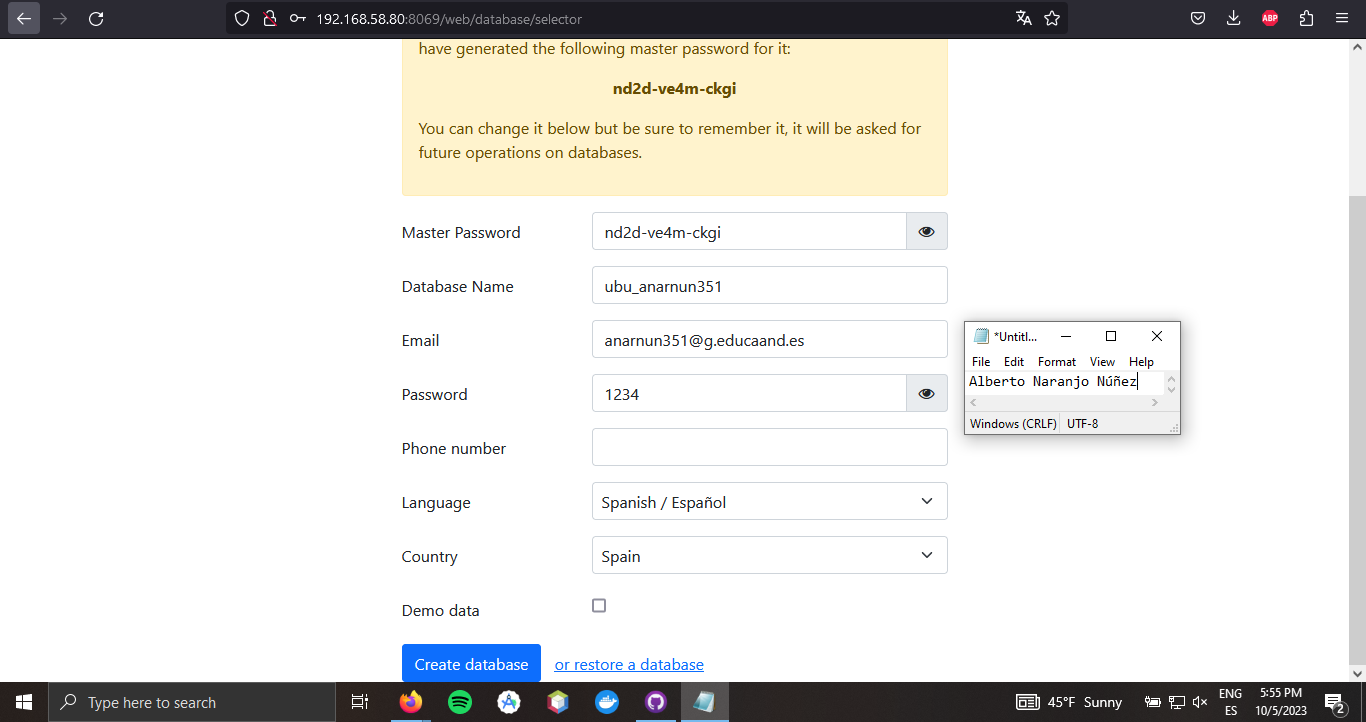 192.168.58.80:8069/web/database/selector
ABP
have generated the following master password for it:
nd2d-ve4m-ckgi
You can change it below but be sure to remember it, it will be asked for
future operations on databases.
Master Password
nd2d-ve4m-ckgi
Database Name
ubu_anarnun351
Email
anarnun351@g.educaand.es
Password
1234
Phone number
Language
Spanish / Español
Country
Spain
Demo data
Create database
or restore a database
*Untitl...
File Edit Format View Help
Alberto Naranjo Núñez
Windows (CRLF) UTF-8
Type here to search
45°F Sunny
ENG
ES
5:55 PM
10/5/2023
2